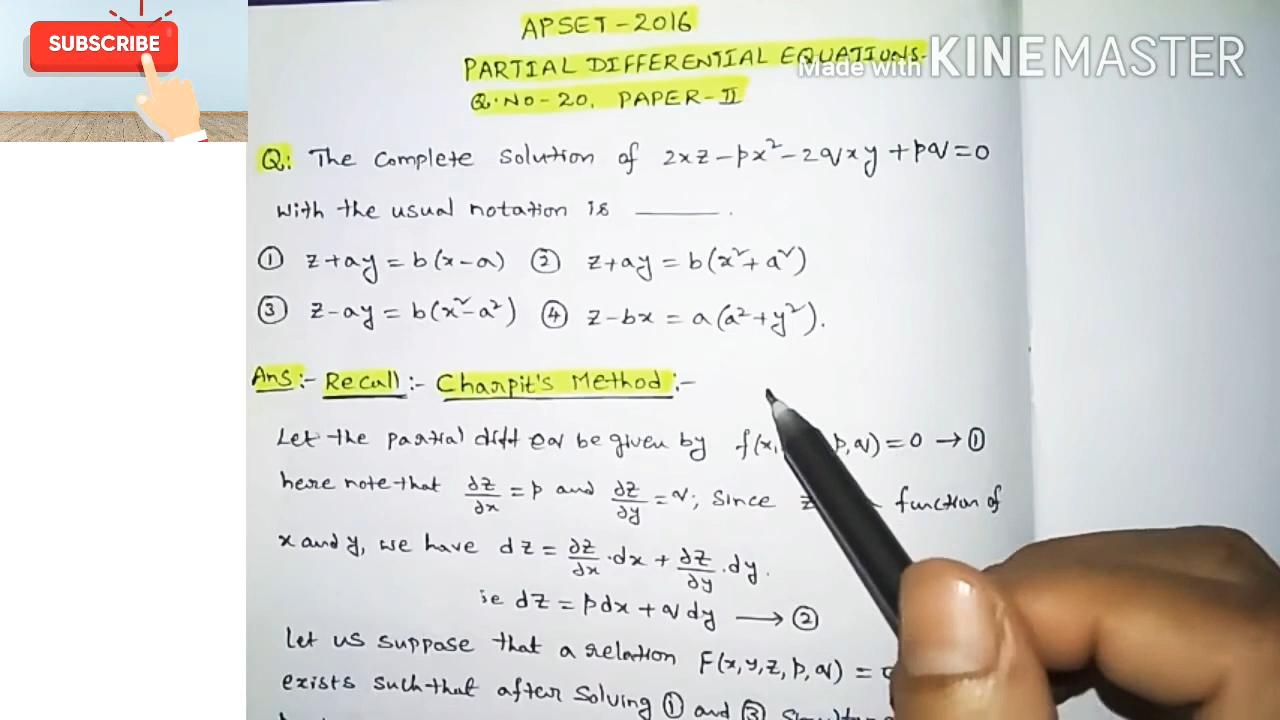 SUBSCRIBE
APSET-2016
PARTIAL DIFFERENTIAL EQUATIONS.
Made with KINEMASTER
Q.NO-20, PAPER-II
Q: The complete solution of 2xz-px²-2qxy+pq=0
with the usual notation is ______.
① z+ay=b(x-a) ② z+ay=b(x²+a²)
③ z-ay=b(x²-a²) ④ z-bx=a(a²+y²).
Ans:- Recall:- Charpit's Method:-
Let the partial diff eq be given by f(x, p,q)=0 →①
here note that ∂z/∂x = p and ∂z/∂y = q; since z function of
x and y, we have dz = ∂z/∂x .dx + ∂z/∂y .dy.
ie dz = pdx + qdy → ②
Let us suppose that a relation F(x,y,z,p,q) =
exists such that after solving ① and ③